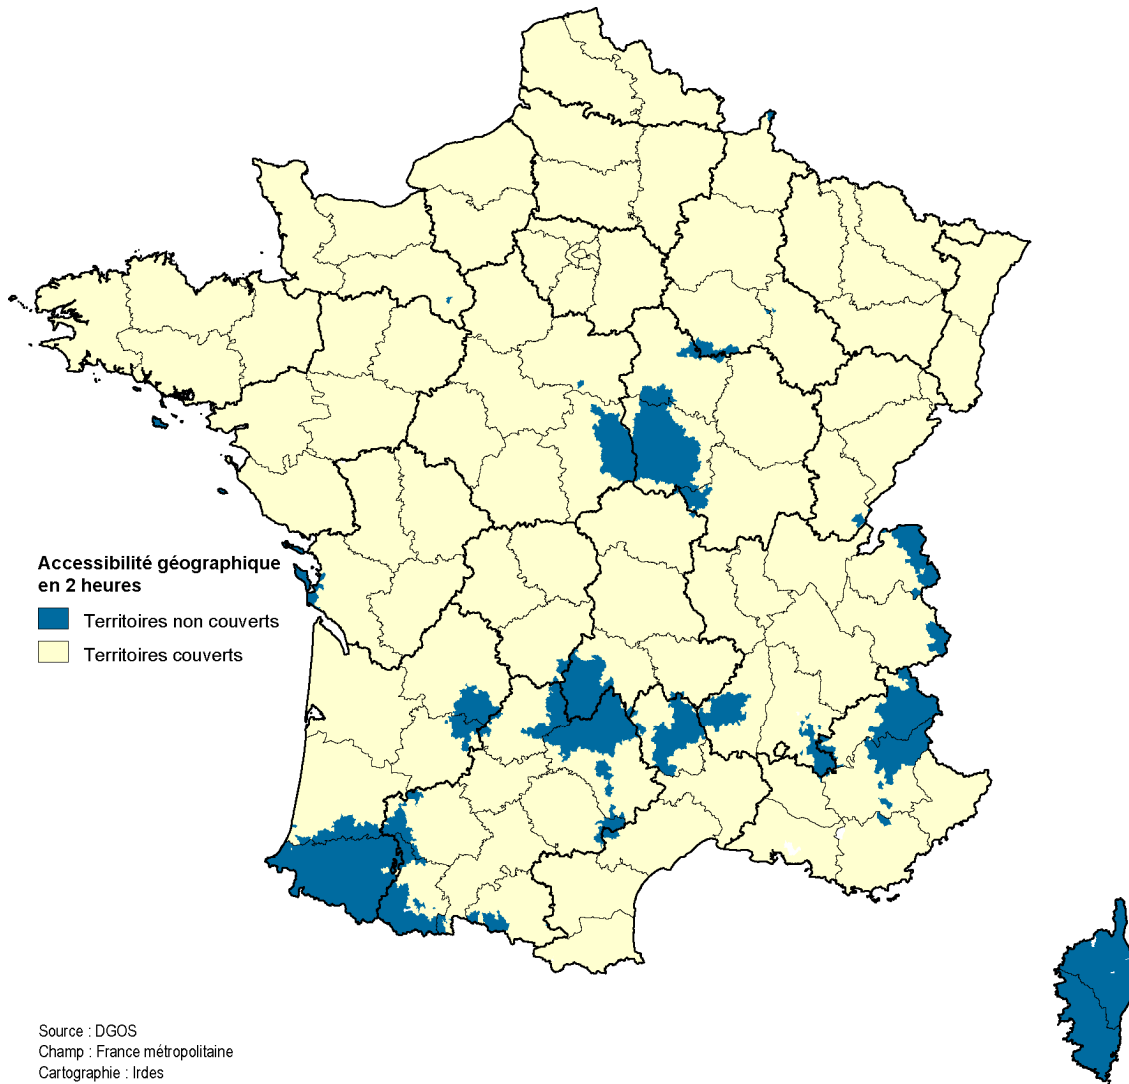 Accessibilité géographique
en 2 heures
Territoires non couverts
Territoires couverts
Source : DGOS
Champ : France métropolitaine
Cartographie : Irdes